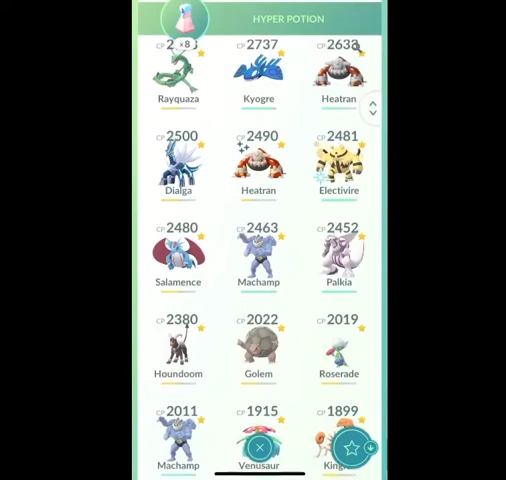 HYPER POTION
×8
CP 2737
CP 2633
Rayquaza
Kyogre
Heatran
CP 2500
CP 2490
CP 2481
Dialga
Heatran
Electivire
CP 2480
CP 2463
CP 2452
Salamence
Machamp
Palkia
CP 2380
CP 2022
CP 2019
Houndoom
Golem
Roserade
CP 2011
CP 1915
CP 1899
Machamp
Venusaur